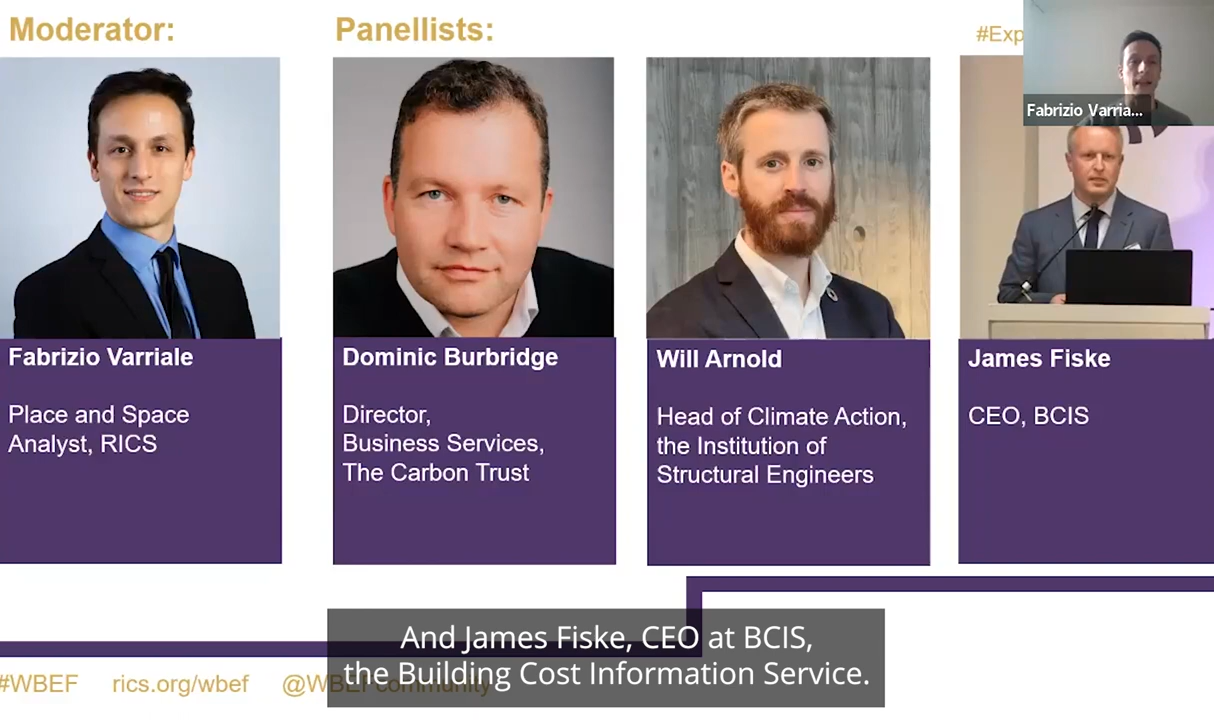 Moderator:
Panellists:
#Exp
Fabrizio Varria...
Fabrizio Varriale
Place and Space
Analyst, RICS
Dominic Burbridge
Director,
Business Services,
The Carbon Trust
Will Arnold
Head of Climate Action,
the Institution of
Structural Engineers
James Fiske
CEO, BCIS
And James Fiske, CEO at BCIS,
the Building Cost Information Service.
#WBEF rics.org/wbef @WBEFcommunity